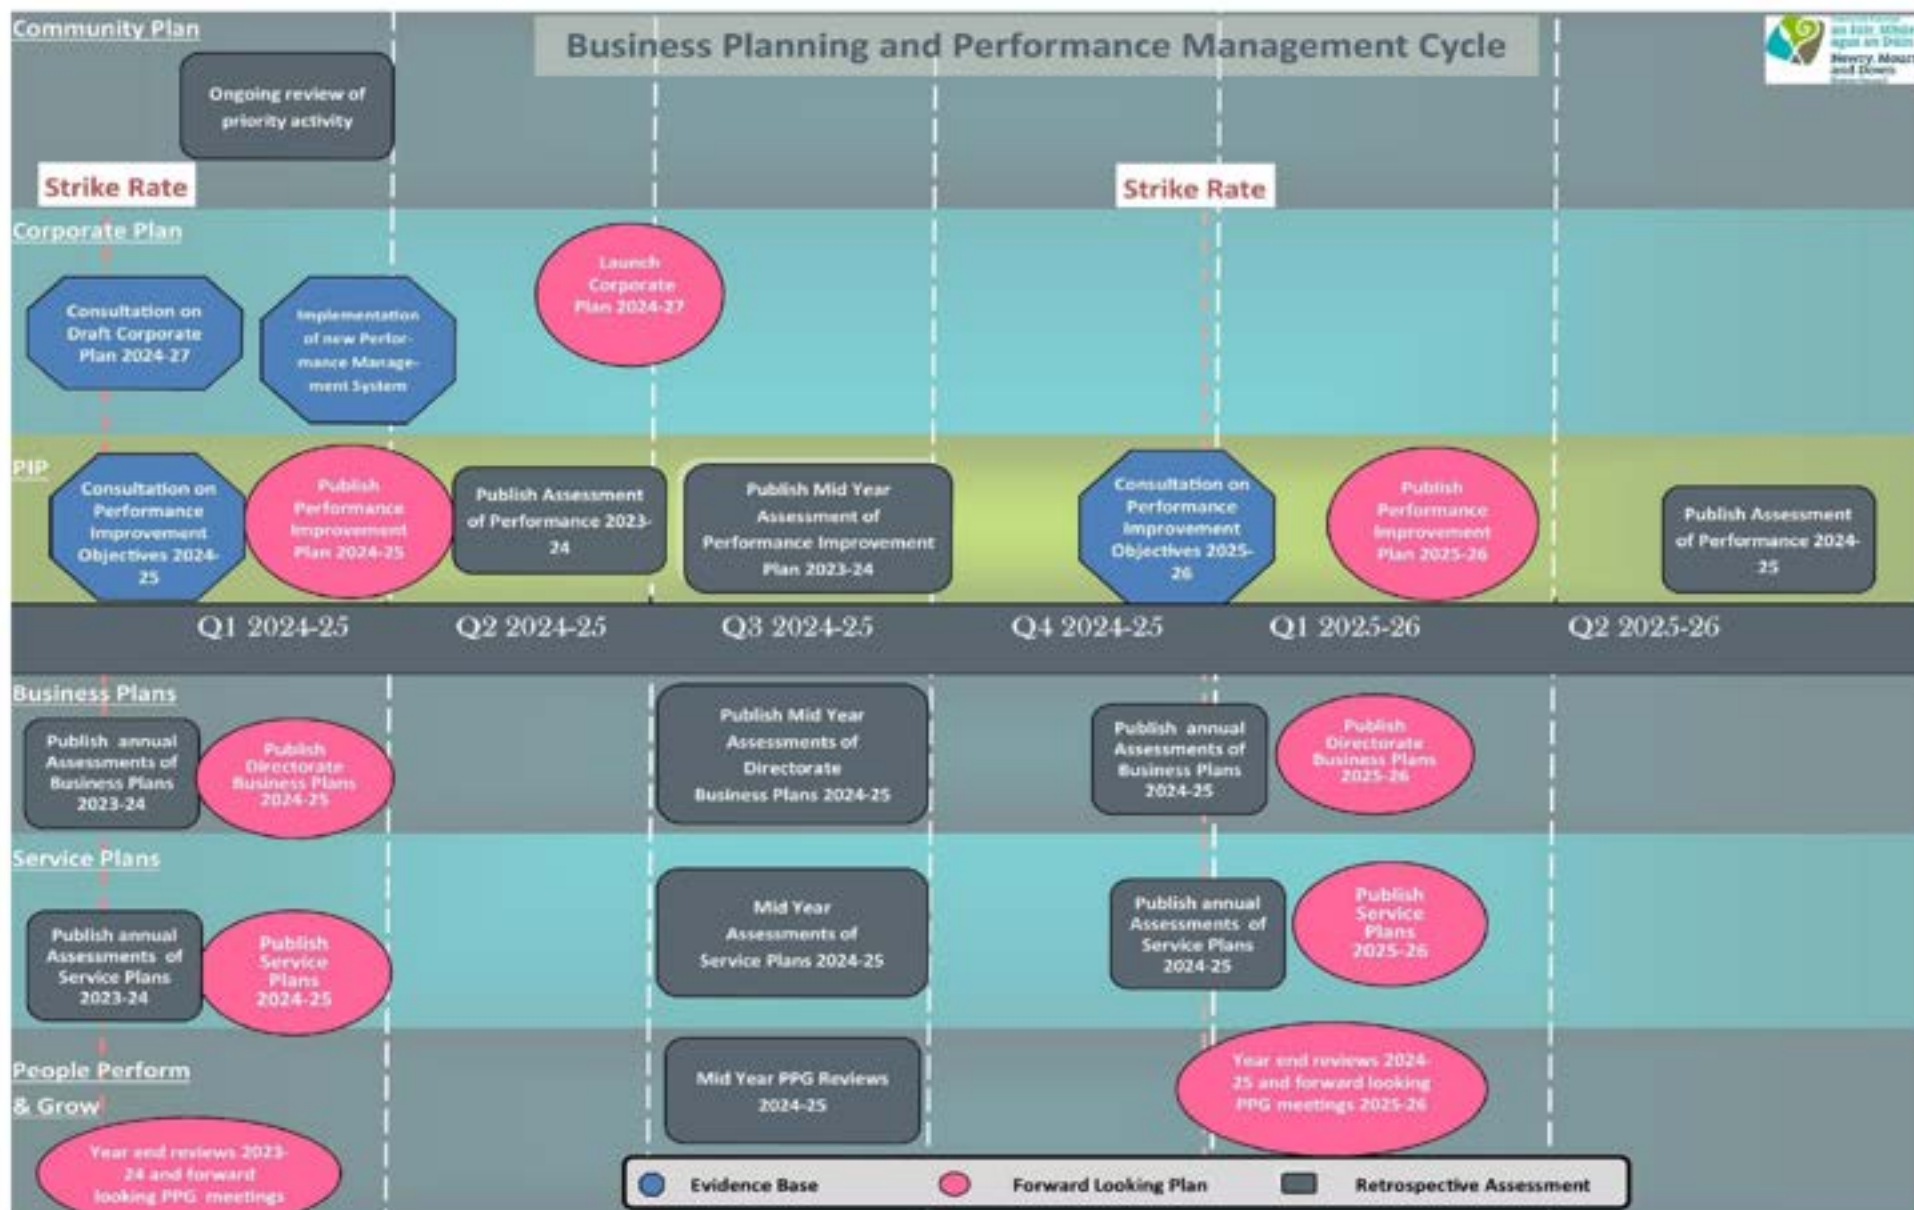 Community Plan
Business Planning and Performance Management Cycle
agus an Dúin
Newry, Mourne
and Down
Ongoing review of
priority activity
Strike Rate
Strike Rate
Corporate Plan
Consultation on
Draft Corporate
Plan 2024-27
Implementation
of new Perfor-
mance Manage-
ment System
Launch
Corporate
Plan 2024-27
PIP
Consultation on
Performance
Improvement
Objectives 2024-
25
Publish
Performance
Improvement
Plan 2024-25
Publish Assessment
of Performance 2023-
24
Publish Mid Year
Assessment of
Performance Improvement
Plan 2023-24
Consultation on
Performance
Improvement
Objectives 2025-
26
Publish
Performance
Improvement
Plan 2025-26
Publish Assessment
of Performance 2024-
25
Q1 2024-25
Q2 2024-25
Q3 2024-25
Q4 2024-25
Q1 2025-26
Q2 2025-26
Business Plans
Publish annual
Assessments of
Business Plans
2023-24
Publish
Directorate
Business Plans
2024-25
Publish Mid Year
Assessments of
Directorate
Business Plans 2024-25
Publish annual
Assessments of
Business Plans
2024-25
Publish
Directorate
Business Plans
2025-26
Service Plans
Publish annual
Assessments of
Service Plans
2023-24
Publish
Service
Plans
2024-25
Mid Year
Assessments of
Service Plans 2024-25
Publish annual
Assessments of
Service Plans
2024-25
Publish
Service
Plans
2025-26
People Perform
& Grow
Year end reviews 2023-
24 and forward
looking PPG meetings
Mid Year PPG Reviews
2024-25
Year end reviews 2024-
25 and forward looking
PPG meetings 2025-26
Evidence Base
Forward Looking Plan
Retrospective Assessment